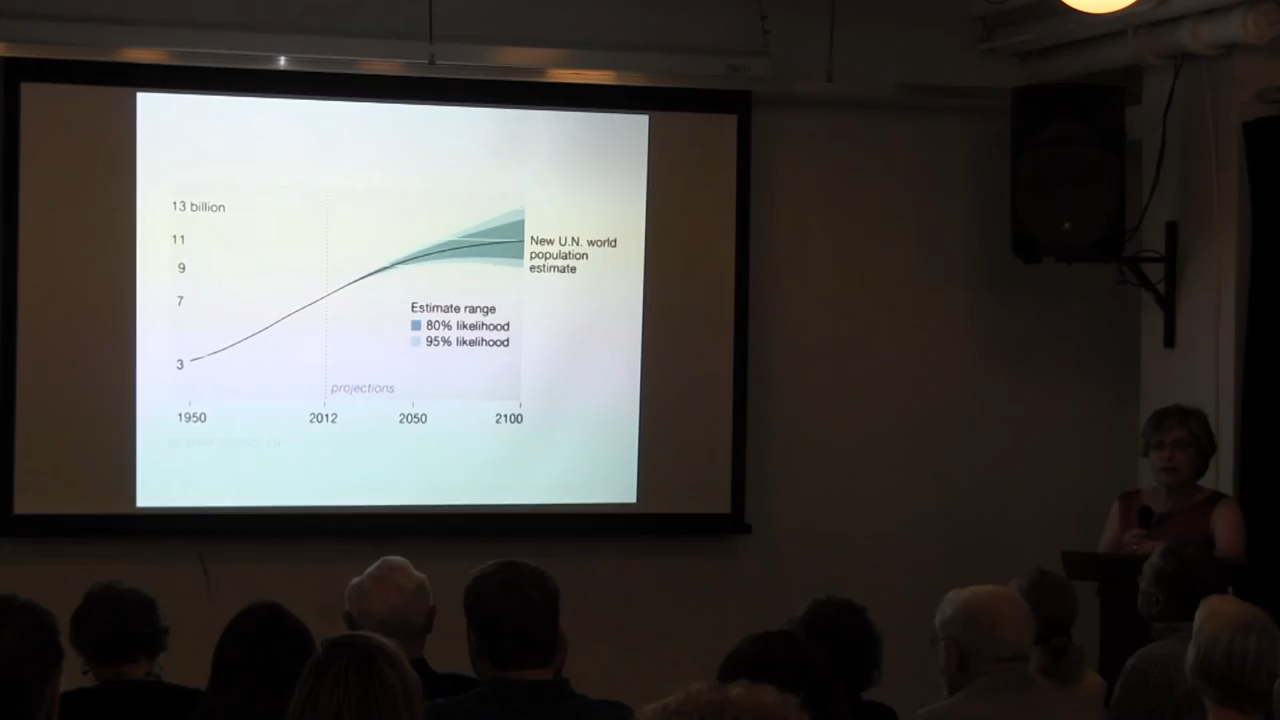 13 billion
11
9
7
3
New U.N. world
population
estimate
Estimate range
80% likelihood
95% likelihood
projections
1950
2012
2050
2100